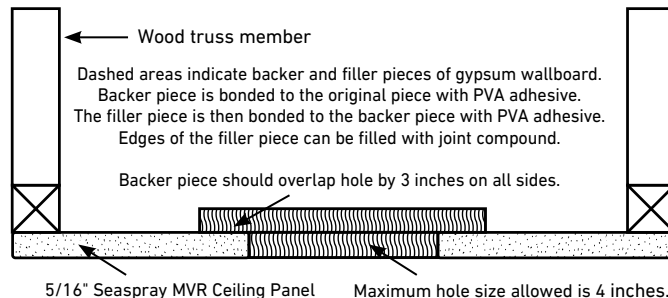 Wood truss member
Dashed areas indicate backer and filler pieces of gypsum wallboard.
Backer piece is bonded to the original piece with PVA adhesive.
The filler piece is then bonded to the backer piece with PVA adhesive.
Edges of the filler piece can be filled with joint compound.
Backer piece should overlap hole by 3 inches on all sides.
5/16" Seaspray MVR Ceiling Panel
Maximum hole size allowed is 4 inches.